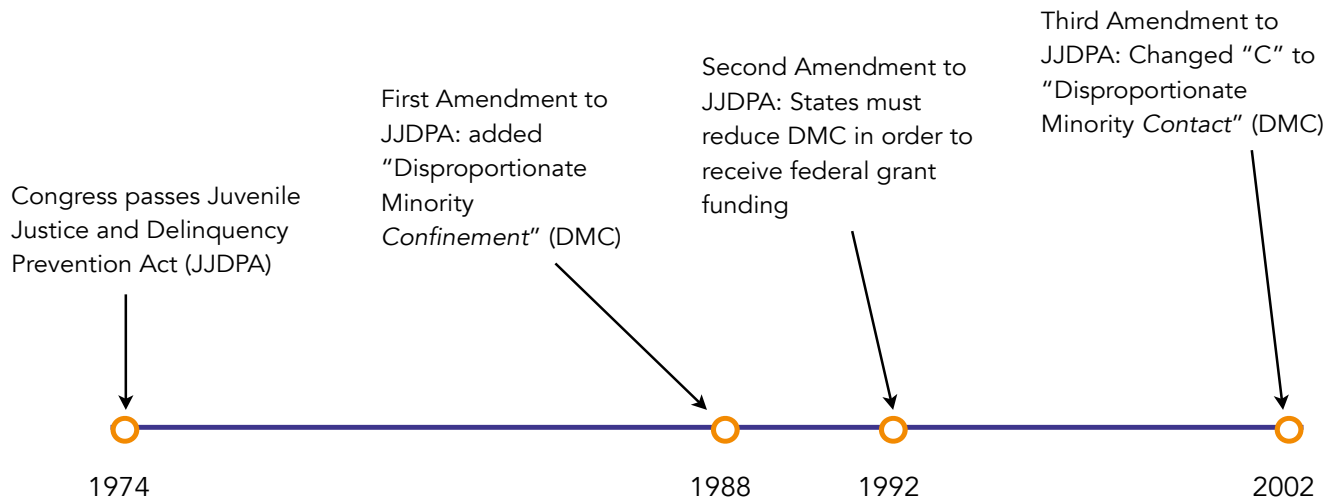 Congress passes Juvenile
Justice and Delinquency
Prevention Act (JJDPA)
First Amendment to
JJDPA: added
“Disproportionate
Minority
Confinement” (DMC)
Second Amendment to
JJDPA: States must
reduce DMC in order to
receive federal grant
funding
Third Amendment to
JJDPA: Changed “C” to
“Disproportionate
Minority Contact” (DMC)
1974
1988
1992
2002